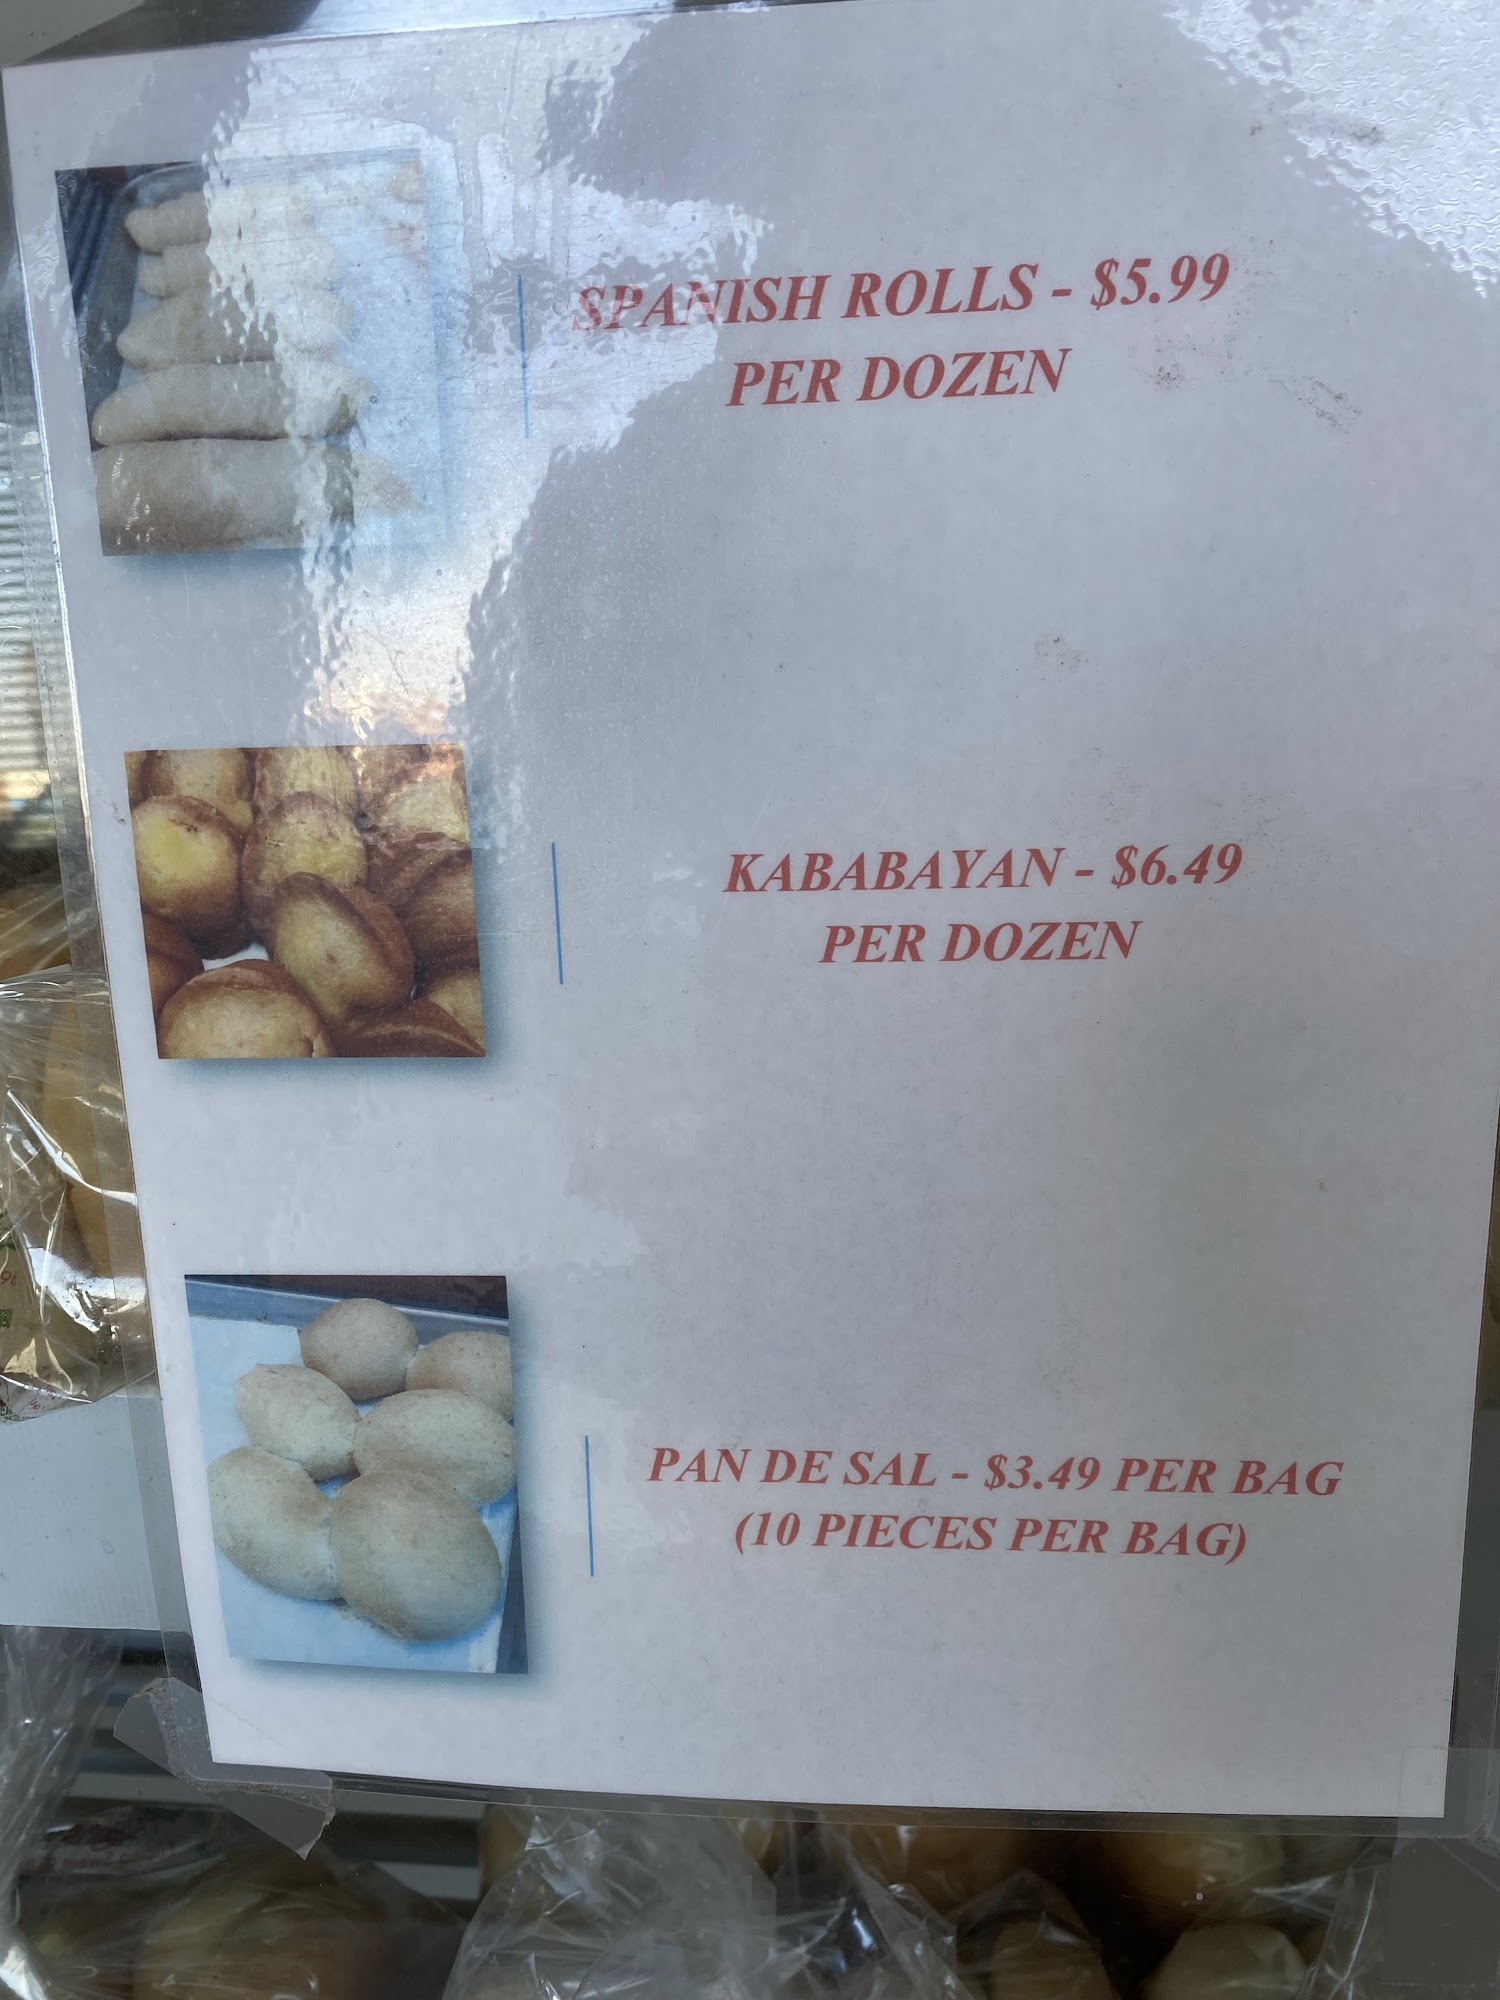 SPANISH ROLLS - $5.99
PER DOZEN
KABABAYAN - $6.49
PER DOZEN
PAN DE SAL - $3.49 PER BAG
(10 PIECES PER BAG)